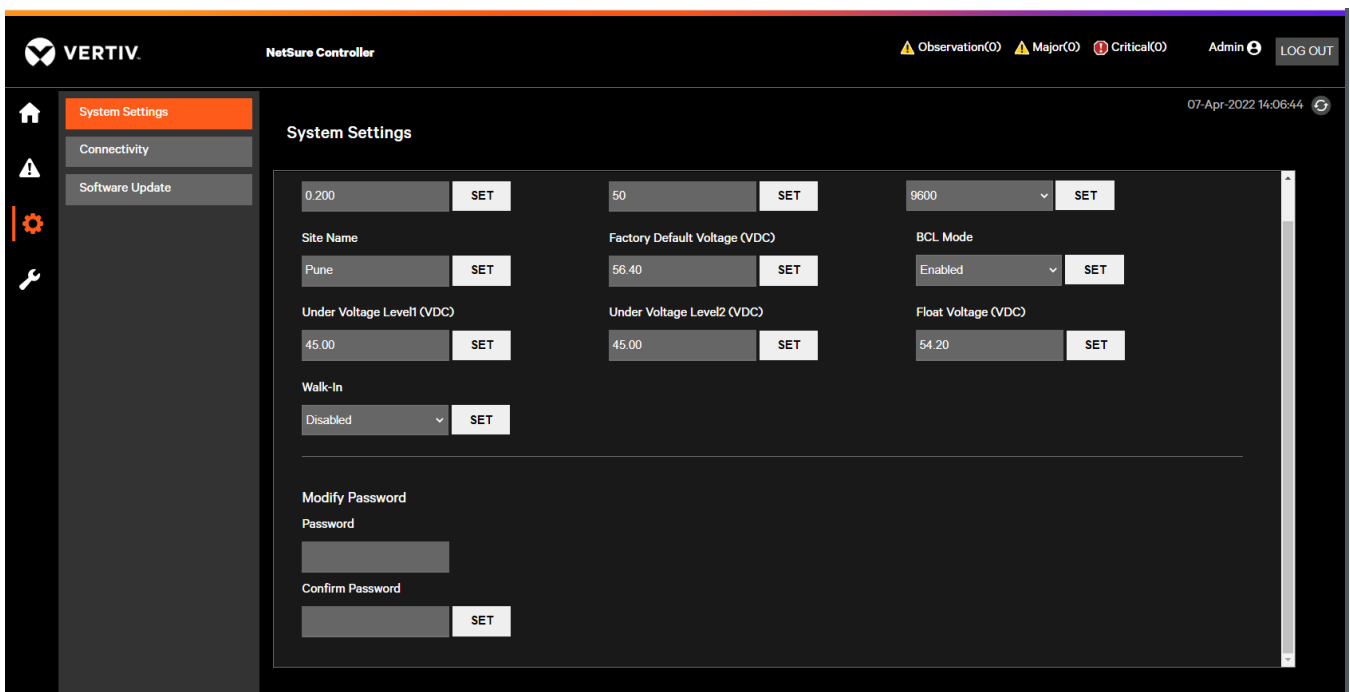 VERTIV.
NetSure Controller
Observation(0) Major(0) Critical(0)
Admin
LOG OUT
07-Apr-2022 14:06:44
System Settings
Connectivity
Software Update
System Settings
0.200 SET 50 SET 9600 SET
Site Name Factory Default Voltage (VDC) BCL Mode
Pune SET 56.40 SET Enabled SET
Under Voltage Level1 (VDC) Under Voltage Level2 (VDC) Float Voltage (VDC)
45.00 SET 45.00 SET 54.20 SET
Walk-In
Disabled SET
Modify Password
Password
Confirm Password
SET